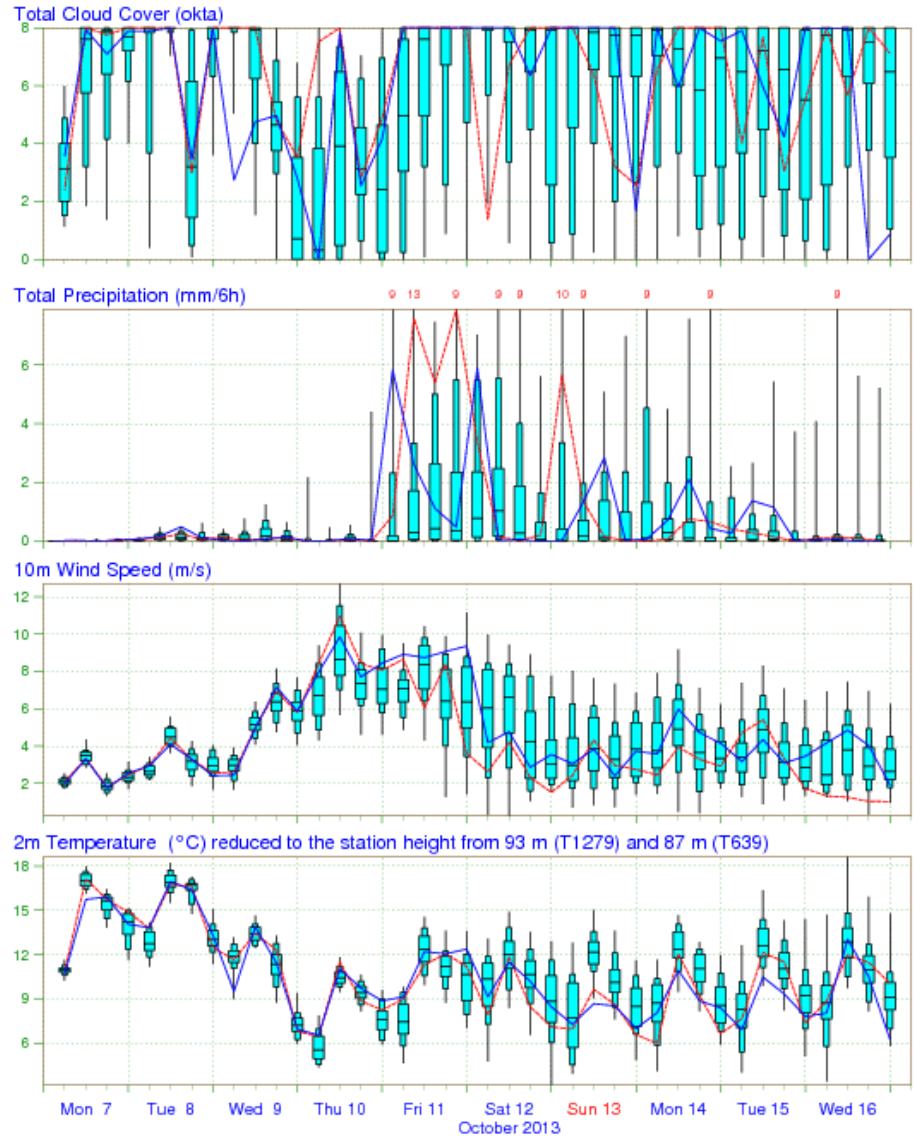 Total Cloud Cover (okta)
8
6
4
2
0
Total Precipitation (mm/6h)
9 13 9 9 9 10 9 9 9 9
6
4
2
0
10m Wind Speed (m/s)
12
10
8
6
4
2
2m Temperature (°C) reduced to the station height from 93 m (T1279) and 87 m (T639)
18
15
12
9
6
Mon 7 Tue 8 Wed 9 Thu 10 Fri 11 Sat 12 Sun 13 Mon 14 Tue 15 Wed 16
October 2013